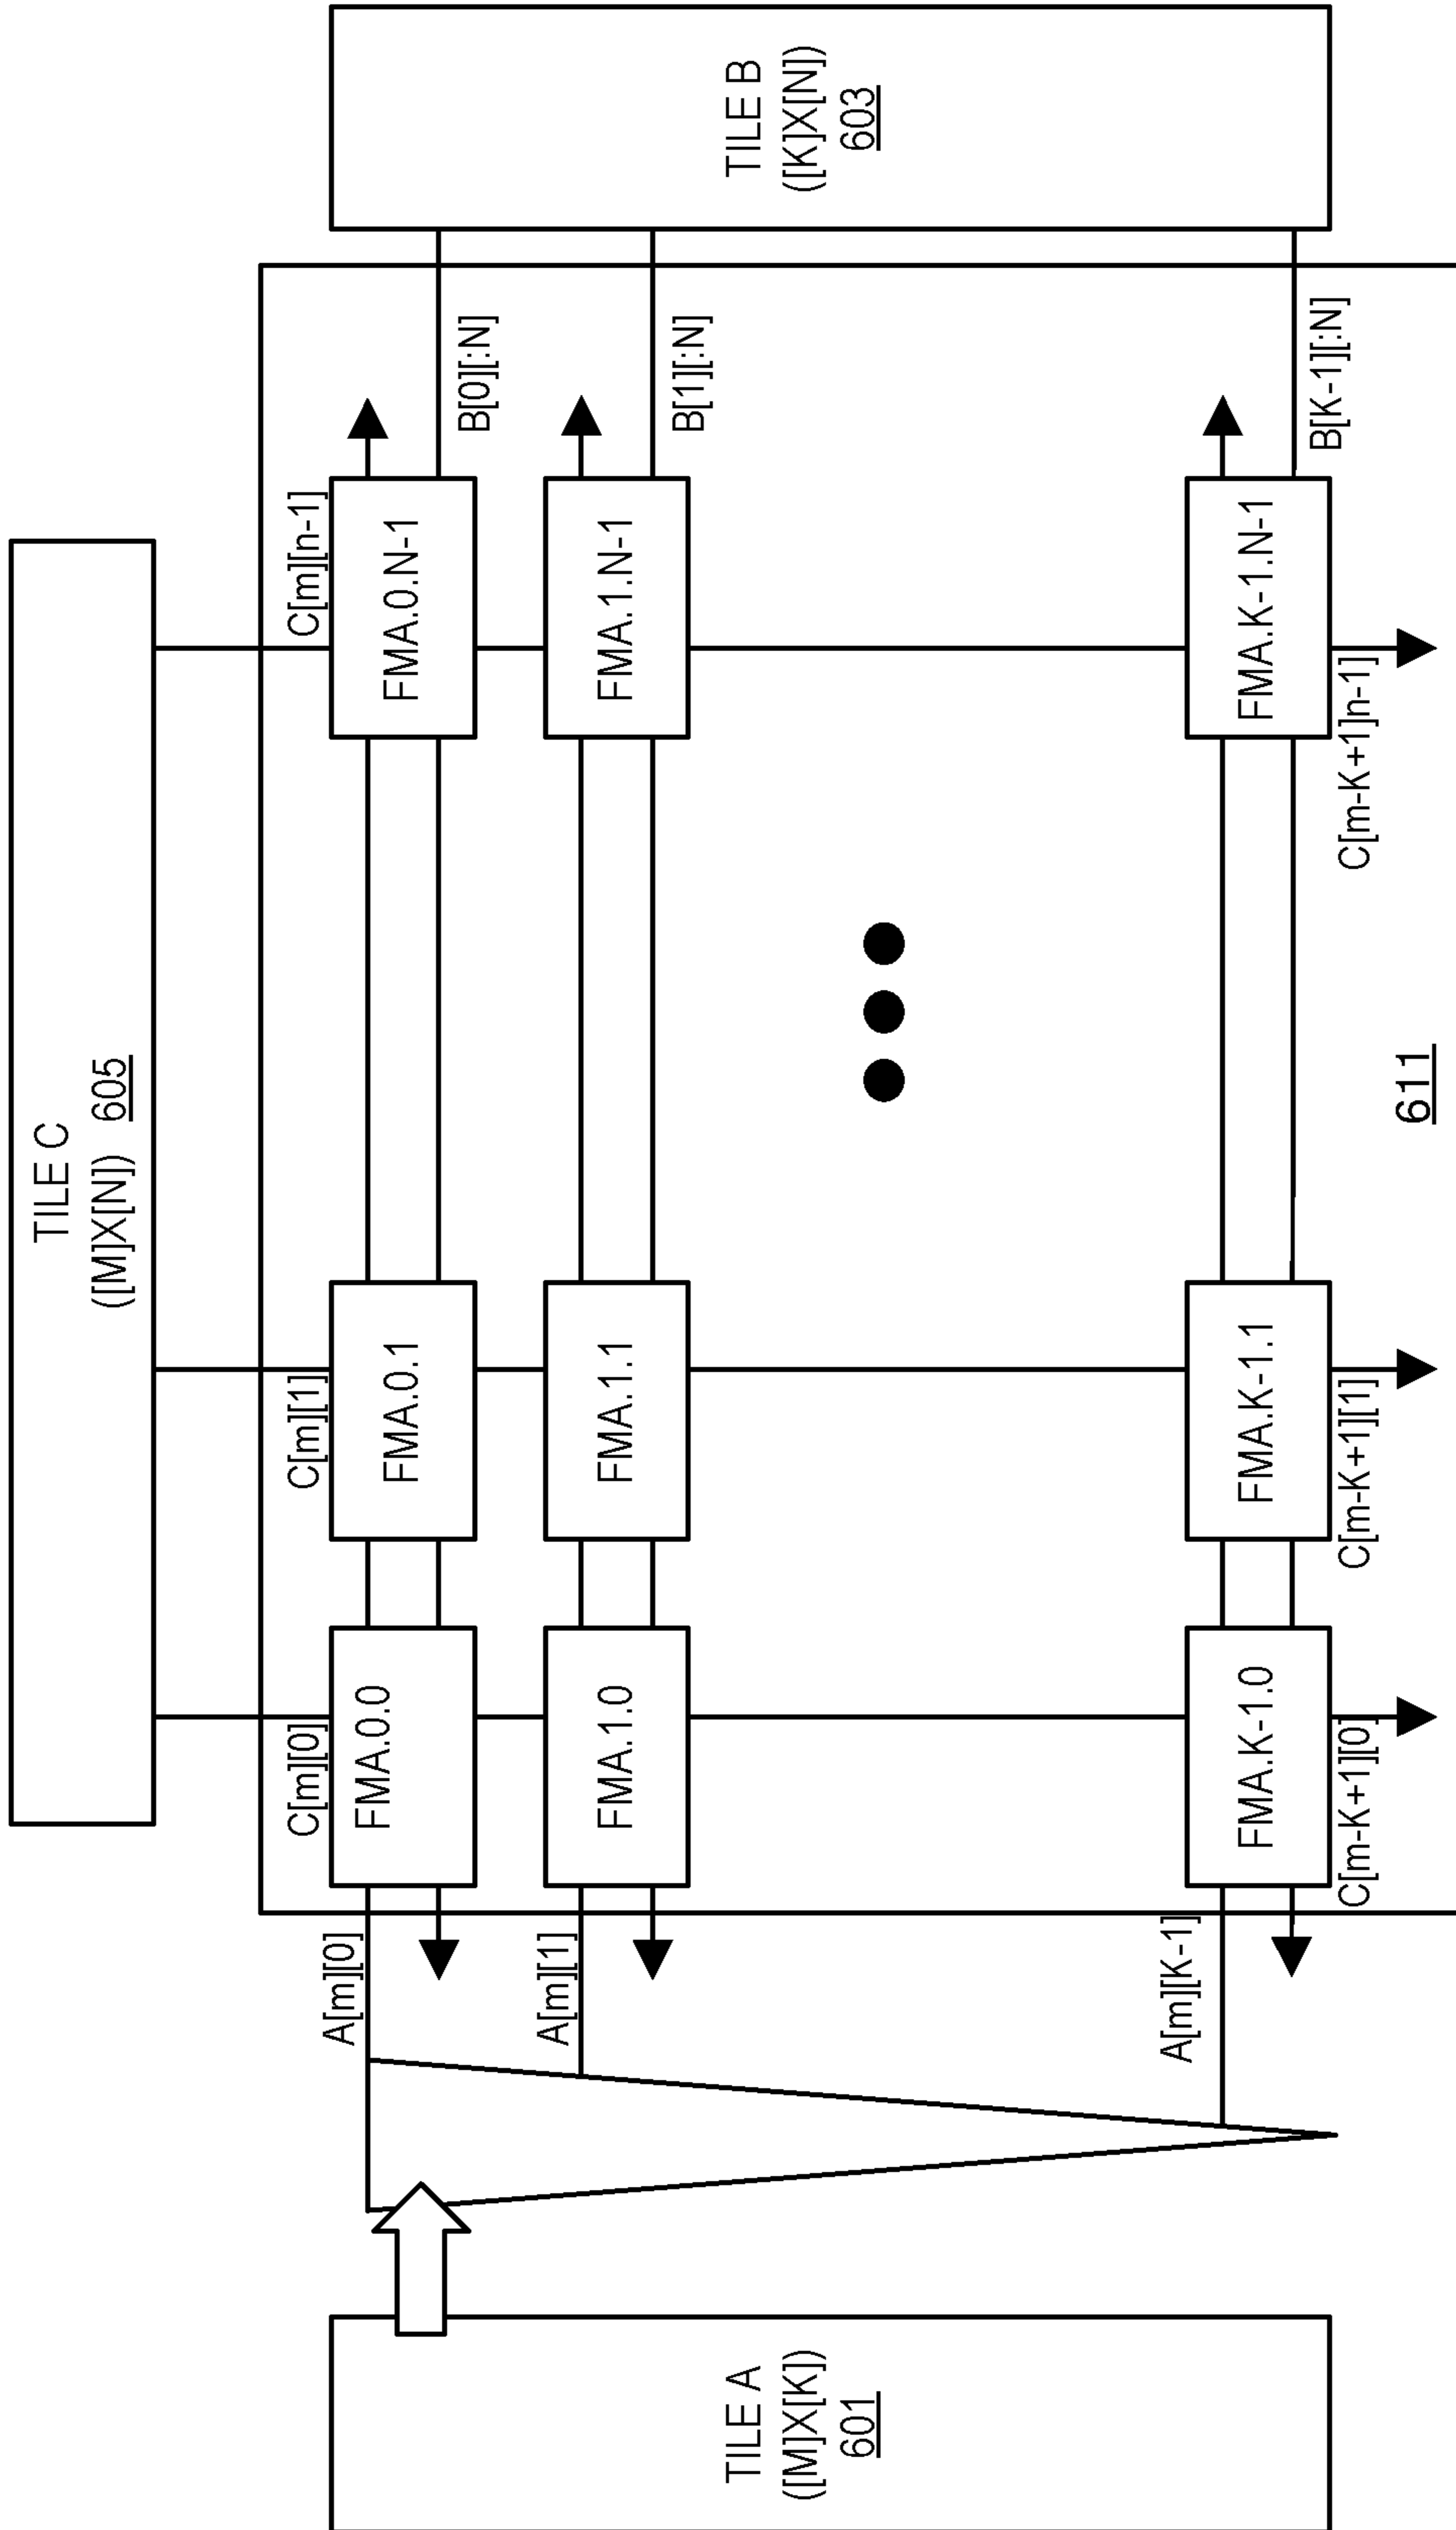 TILE C
([M]X[N]) 605
TILE A
([M]X[K])
601
TILE B
([K]X[N])
603
C[m][0]
C[m][1]
C[m][n-1]
A[m][0]
FMA.0.0
FMA.0.1
FMA.0.N-1
B[0][:N]
A[m][1]
FMA.1.0
FMA.1.1
FMA.1.N-1
B[1][:N]
A[m][K-1]
FMA.K-1.0
FMA.K-1.1
FMA.K-1.N-1
B[K-1][:N]
C[m-K+1][0]
C[m-K+1][1]
C[m-K+1]n-1]
611